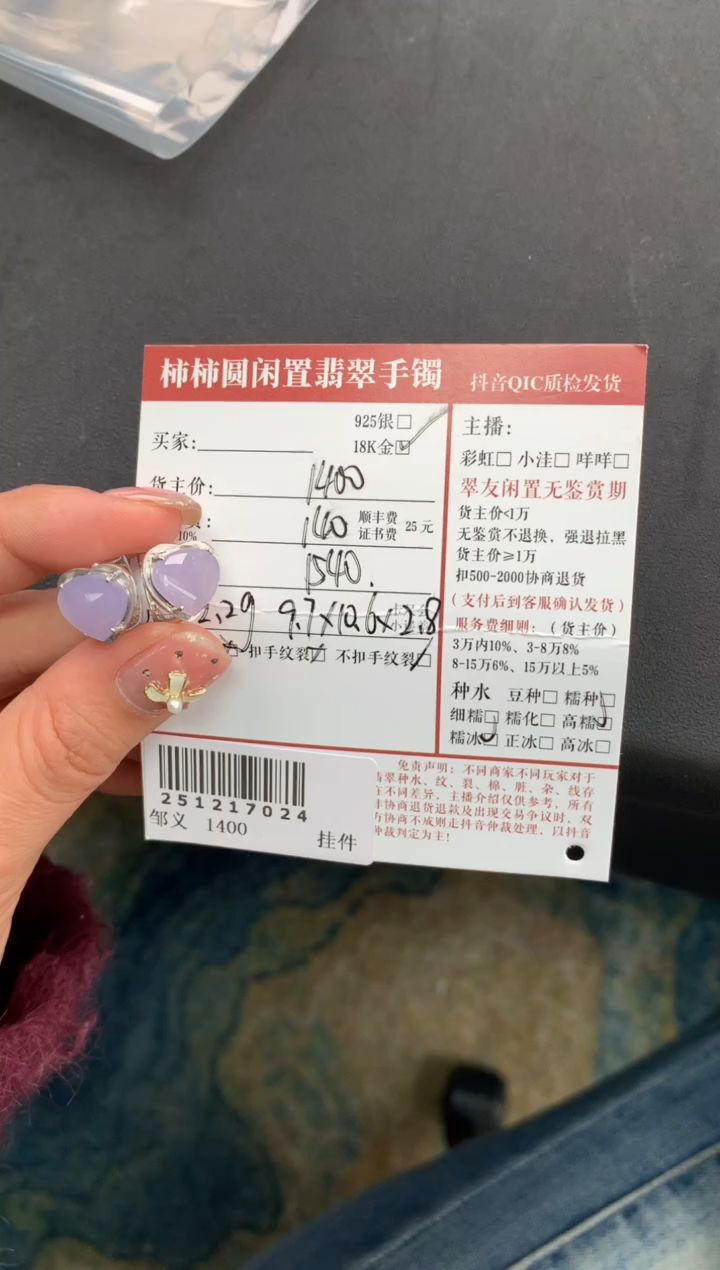 柿柿圆闲置翡翠手镯 抖音QIC质检发货
925银□
买家: 18K金☑
货主价: 1400
费: 140 顺丰费
10% 证书费 25元
1540.
2.29 9.7×10.6×2.8
扣手纹裂☑ 不扣手纹裂□
主播:
彩虹□ 小洼□ 咩咩□
翠友闲置无鉴赏期
货主价<1万
无鉴赏不退换，强退拉黑
货主价≥1万
扣500-2000协商退货
(支付后到客服确认发货)
服务费细则:(货主价)
3万内10%、3-8万8%
8-15万6%、15万以上5%
种水 豆种□ 糯种□
细糯□ 糯化□ 高糯☑
糯冰☑ 正冰□ 高冰□
251217024
邹义 1400
挂件
免责声明: 不同商家不同玩家对于
翡翠种水、纹、裂、棉、脏、杂、线存
在不同差异，主播介绍仅供参考，所有
协商退货退款及出现交易争议时，双
方协商不成则走抖音仲裁处理，以抖音
仲裁判定为主!